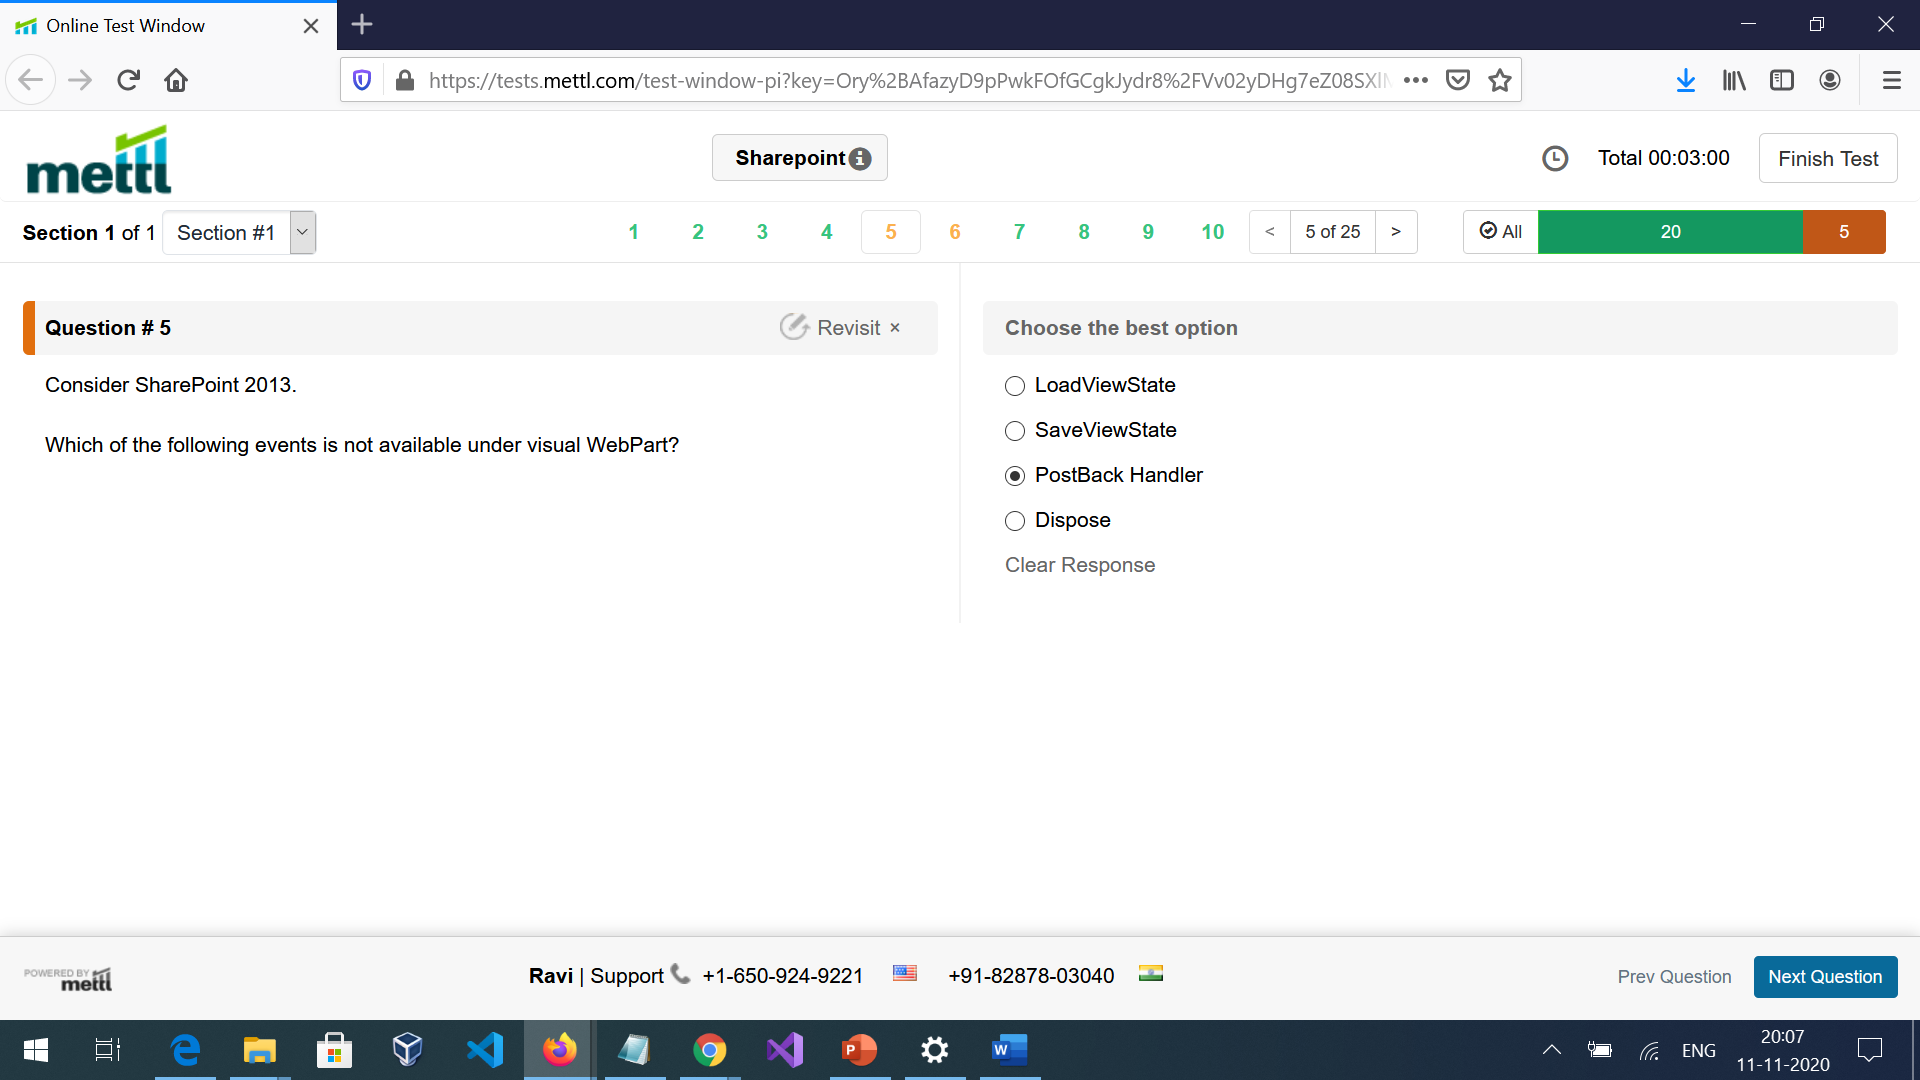 Online Test Window
https://tests.mettl.com/test-window-pi?key=Ory%2BAfazyD9pPwkFOfGCgkJydr8%2FVv02yDHg7eZ08SXlN
mettl
Sharepoint
Total 00:03:00
Finish Test
Section 1 of 1
Section #1
1 2 3 4 5 6 7 8 9 10
< 5 of 25 >
All 20 5
Question # 5
Revisit ×
Consider SharePoint 2013.
Which of the following events is not available under visual WebPart?
Choose the best option
LoadViewState
SaveViewState
PostBack Handler
Dispose
Clear Response
POWERED BY
mettl
Ravi | Support +1-650-924-9221 +91-82878-03040
Prev Question
Next Question
ENG
20:07
11-11-2020